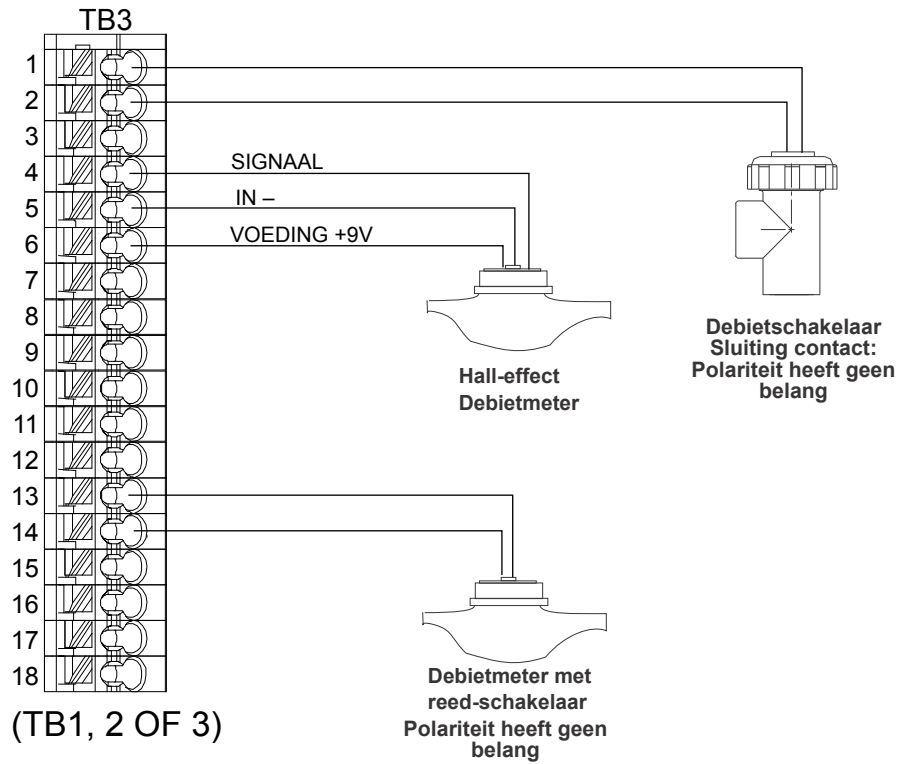 TB3
1
2
3
4
5
6
7
8
9
10
11
12
13
14
15
16
17
18
(TB1, 2 OF 3)
SIGNAAL
IN –
VOEDING +9V
Hall-effect
Debietmeter
Debietschakelaar
Sluiting contact:
Polariteit heeft geen
belang
Debietmeter met
reed-schakelaar
Polariteit heeft geen
belang